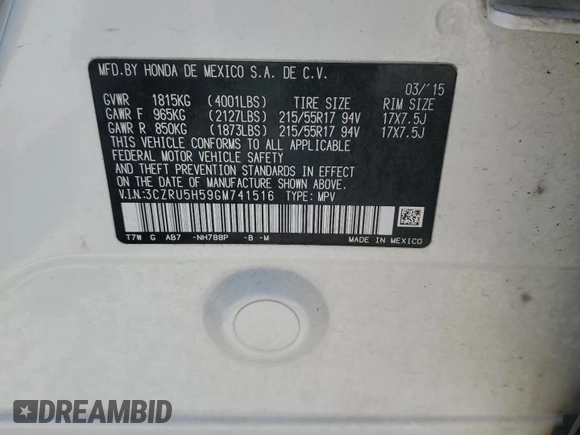 MFD.BY HONDA DE MEXICO S.A. DE C.V.
03/'15
GVWR 1815KG (4001LBS) TIRE SIZE RIM SIZE
GAWR F 965KG (2127LBS) 215/55R17 94V 17X7.5J
GAWR R 850KG (1873LBS) 215/55R17 94V 17X7.5J
THIS VEHICLE CONFORMS TO ALL APPLICABLE
FEDERAL MOTOR VEHICLE SAFETY
AND THEFT PREVENTION STANDARDS IN EFFECT
ON THE DATE OF MANUFACTURE SHOWN ABOVE.
V.I.N:3CZRU5H59GM741516 TYPE: MPV
T7W G AB7 -NH788P -B -M
MADE IN MEXICO
DREAMBID